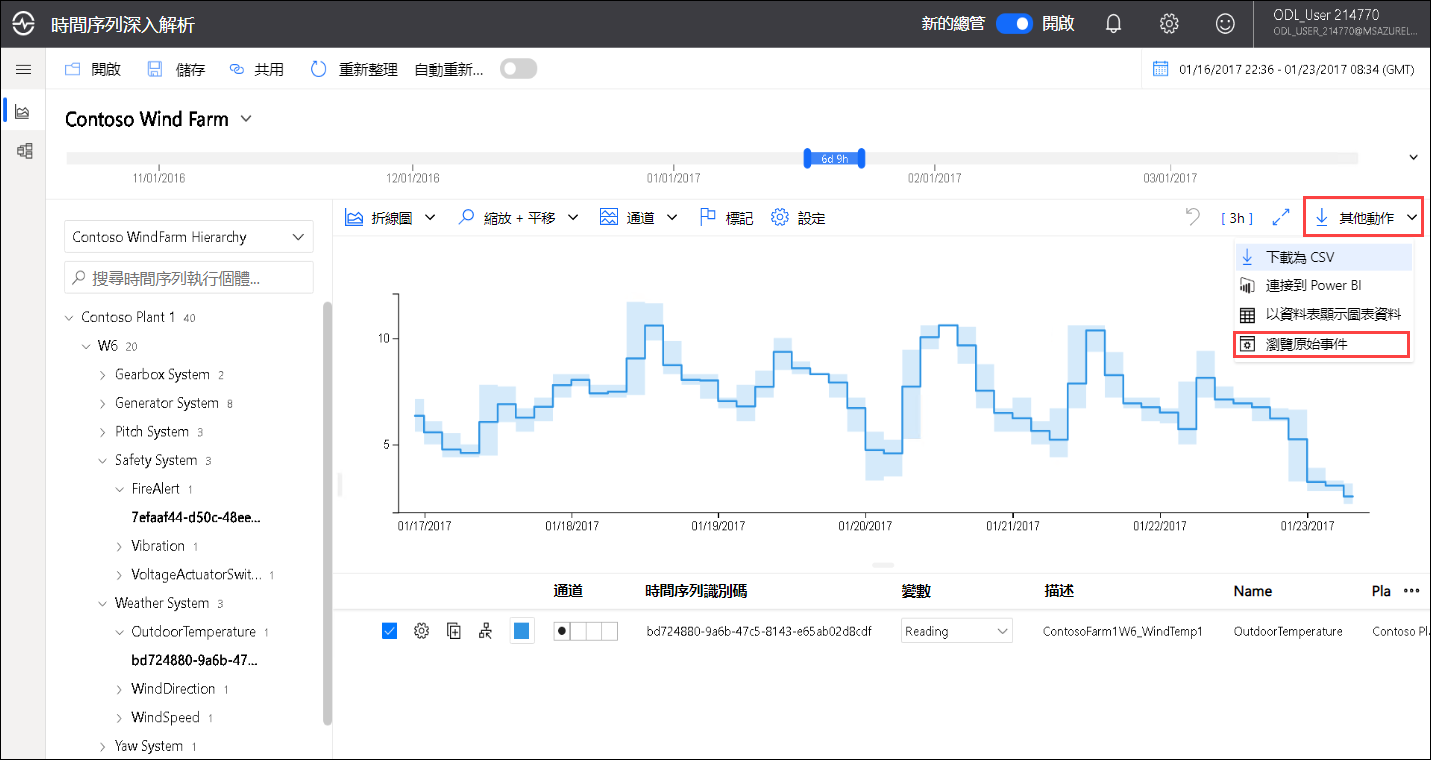 時間序列深入解析
新的總管 開啟
ODL_User 214770
ODL_USER_214770@MSAZUREL...
開啟 儲存 共用 重新整理 自動重新...
01/16/2017 22:36 - 01/23/2017 08:34 (GMT)
Contoso Wind Farm
6d 9h
11/01/2016 12/01/2016 01/01/2017 02/01/2017 03/01/2017
Contoso WindFarm Hierarchy
搜尋時間序列執行個體...
Contoso Plant 1 40
W6 20
Gearbox System 2
Generator System 8
Pitch System 3
Safety System 3
FireAlert 1
7efaaf44-d50c-48ee...
Vibration 1
VoltageActuatorSwit... 1
Weather System 3
OutdoorTemperature 1
bd724880-9a6b-47...
WindDirection 1
WindSpeed 1
Yaw System 1
折線圖 縮放 + 平移 通道 標記 設定
[ 3h ] 其他動作
下載為 CSV
連接到 Power BI
以資料表顯示圖表資料
瀏覽原始事件
10
5
01/17/2017 01/18/2017 01/19/2017 01/20/2017 01/21/2017 01/22/2017 01/23/2017
通道 時間序列識別碼 變數 描述 Name Pla
bd724880-9a6b-47c5-8143-e65ab02d8cdf Reading ContosoFarm1W6_WindTemp1 OutdoorTemperature Contoso Pla